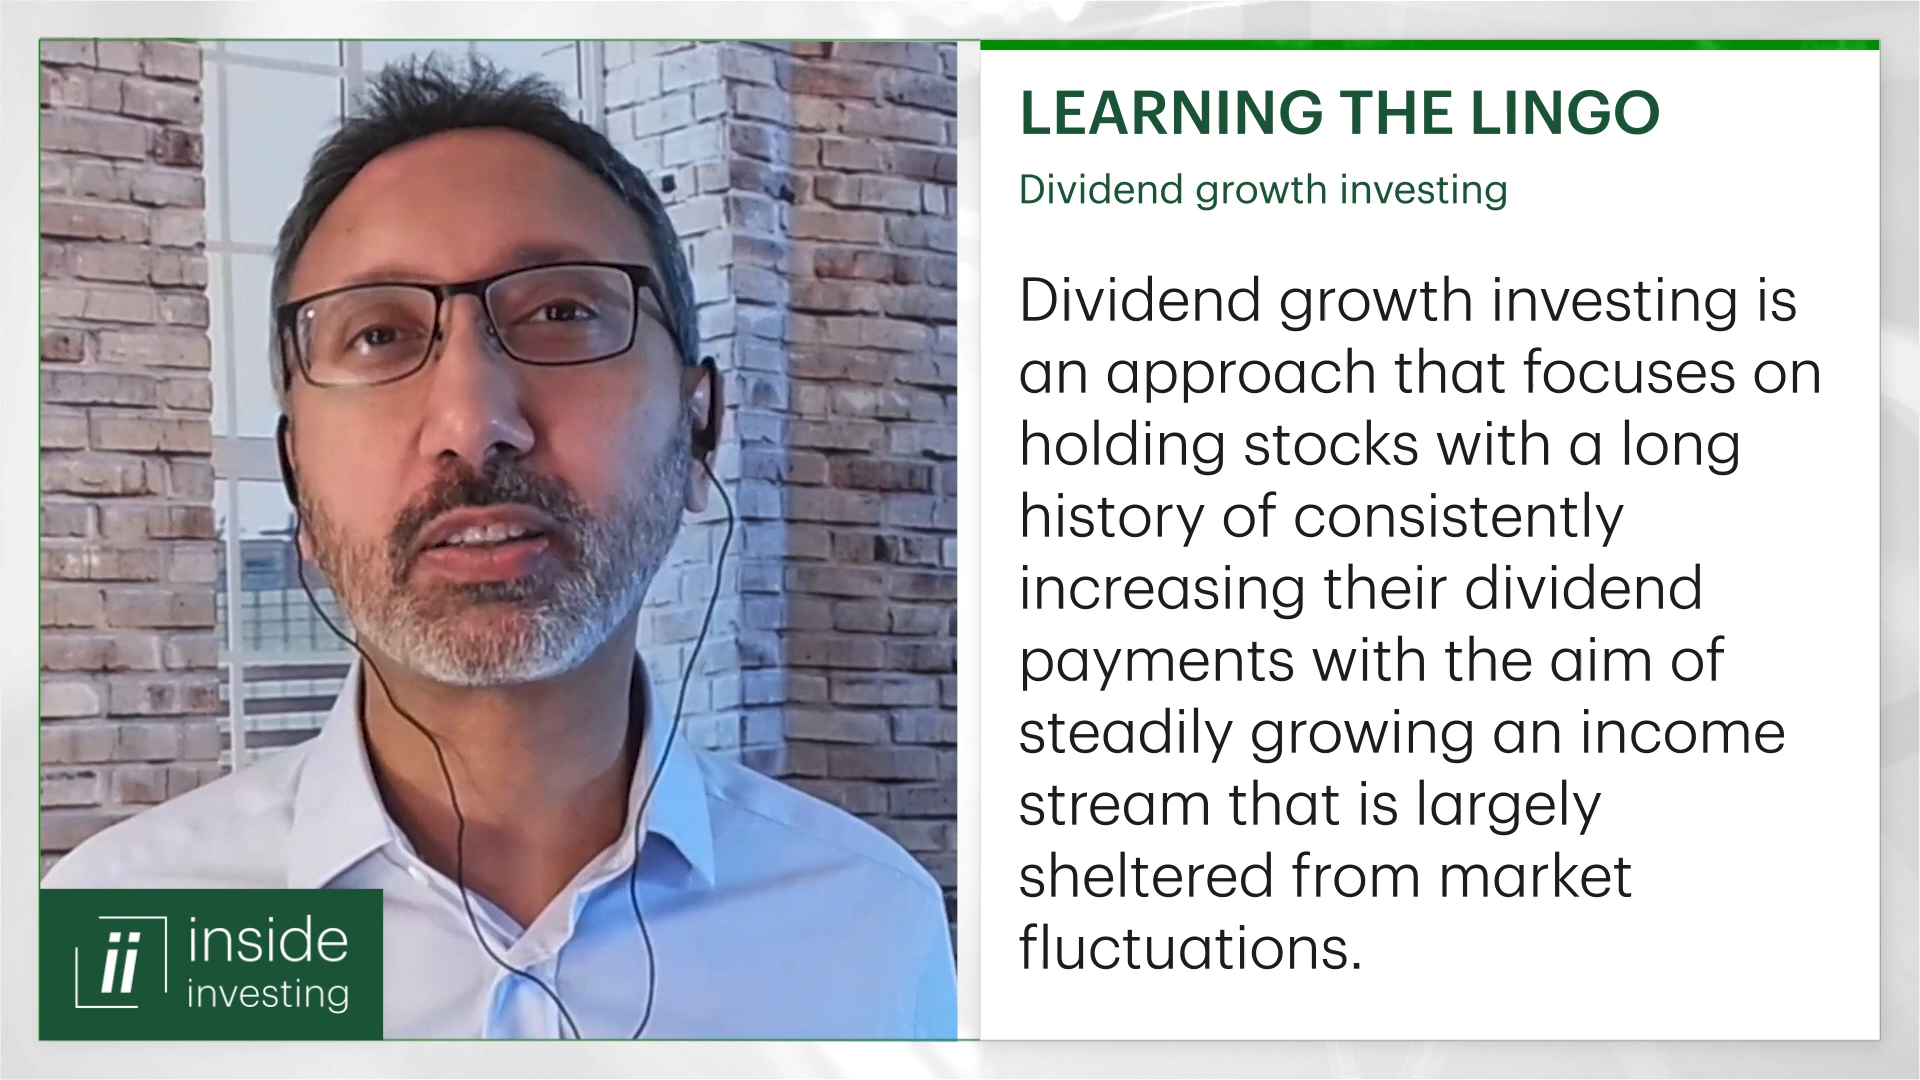 LEARNING THE LINGO
Dividend growth investing
Dividend growth investing is
an approach that focuses on
holding stocks with a long
history of consistently
increasing their dividend
payments with the aim of
steadily growing an income
stream that is largely
sheltered from market
fluctuations.
ii inside
investing